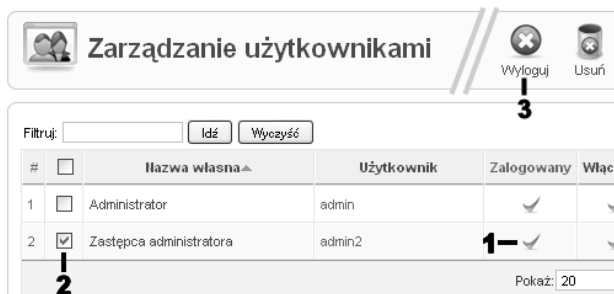 Zarządzanie użytkownikami
Wyloguj Usuń
3
Filtruj: Idź Wyczyść
# Nazwa własna Użytkownik Zalogowany Włąc
1 Administrator admin
2 Zastępca administratora admin2 1
2
Pokaż: 20